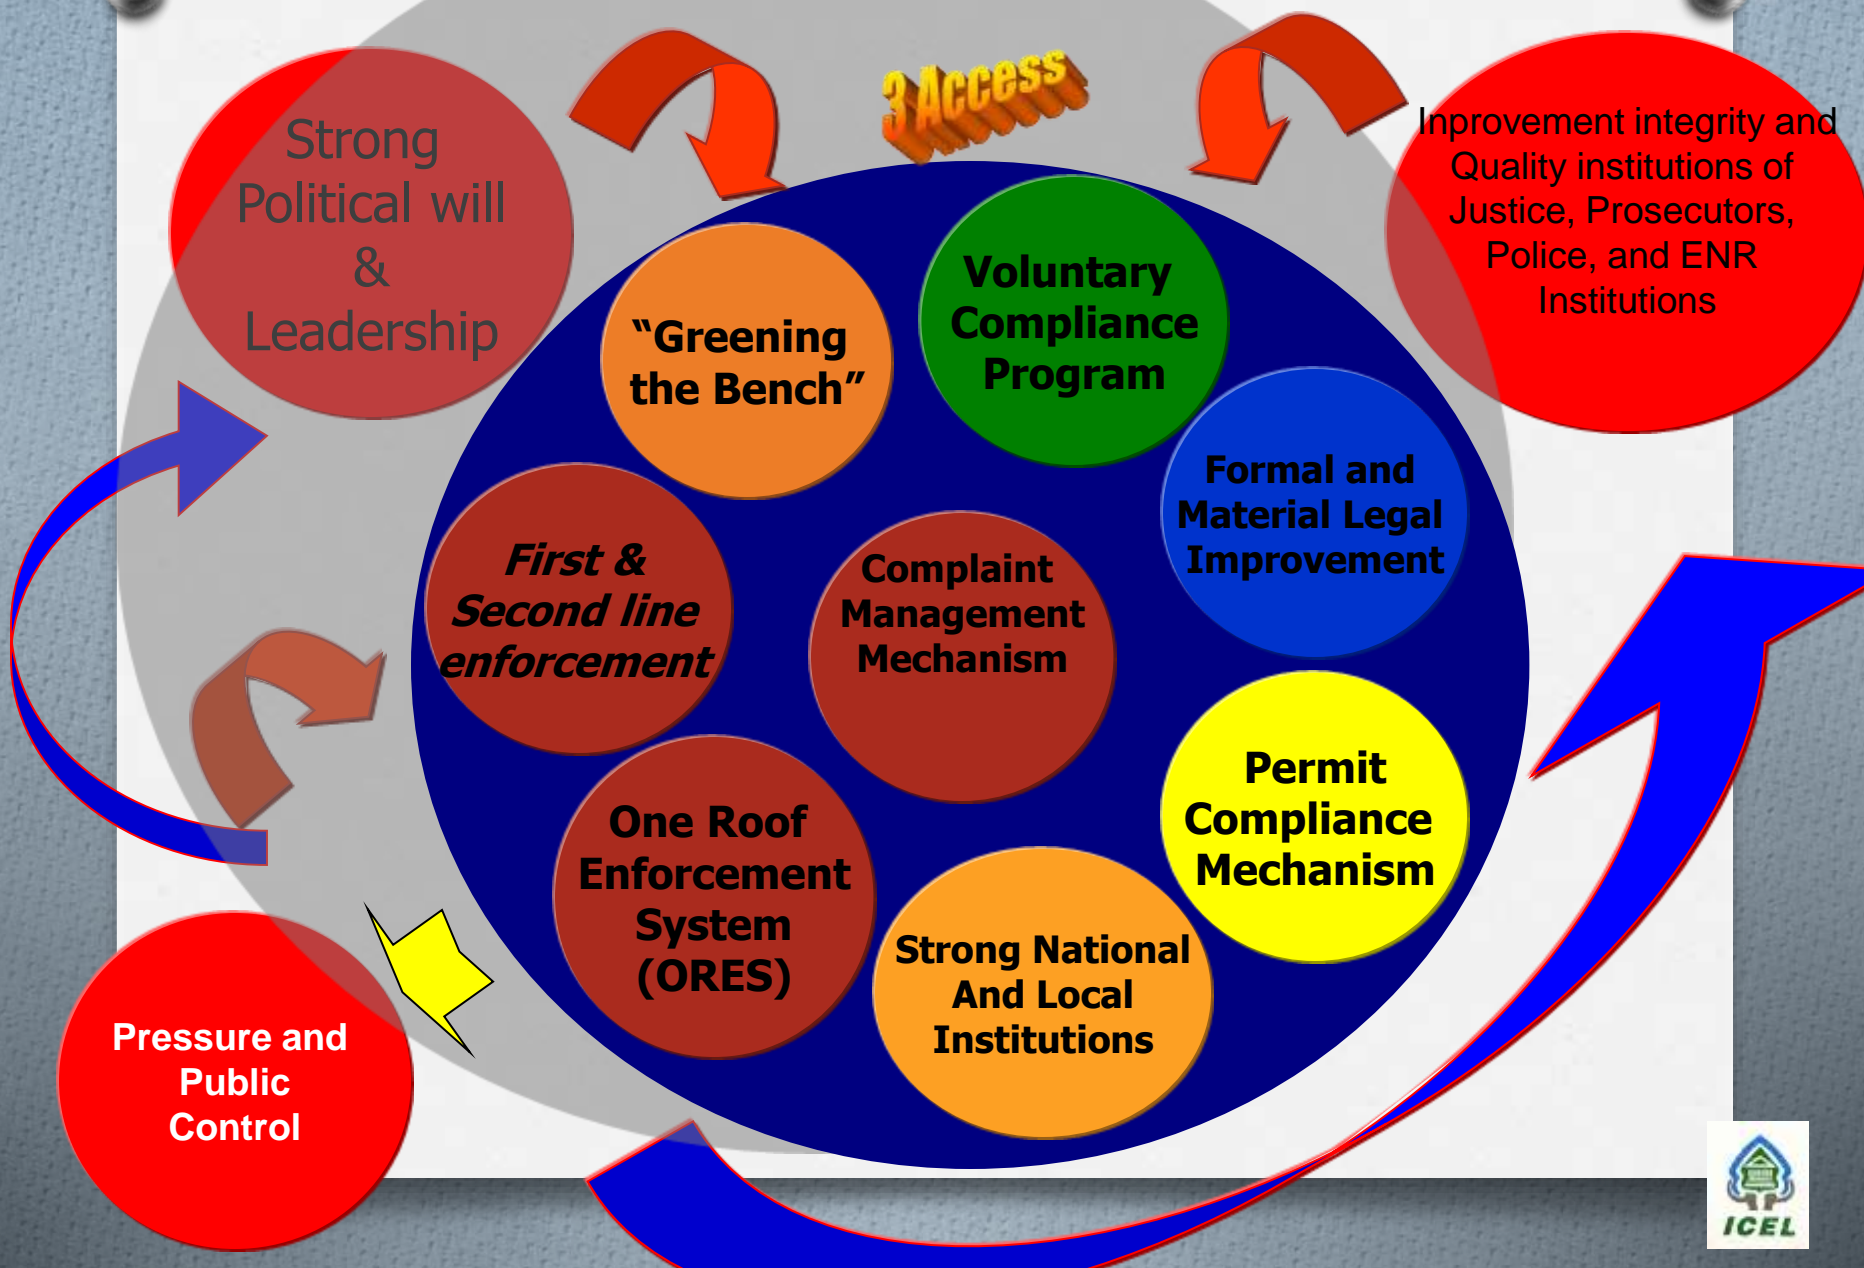 3 Access
Strong
Political will
&
Leadership
Inprovement integrity and
Quality institutions of
Justice, Prosecutors,
Police, and ENR
Institutions
“Greening
the Bench”
Voluntary
Compliance
Program
Formal and
Material Legal
Improvement
First &
Second line
enforcement
Complaint
Management
Mechanism
Permit
Compliance
Mechanism
One Roof
Enforcement
System
(ORES)
Strong National
And Local
Institutions
Pressure and
Public
Control
ICEL